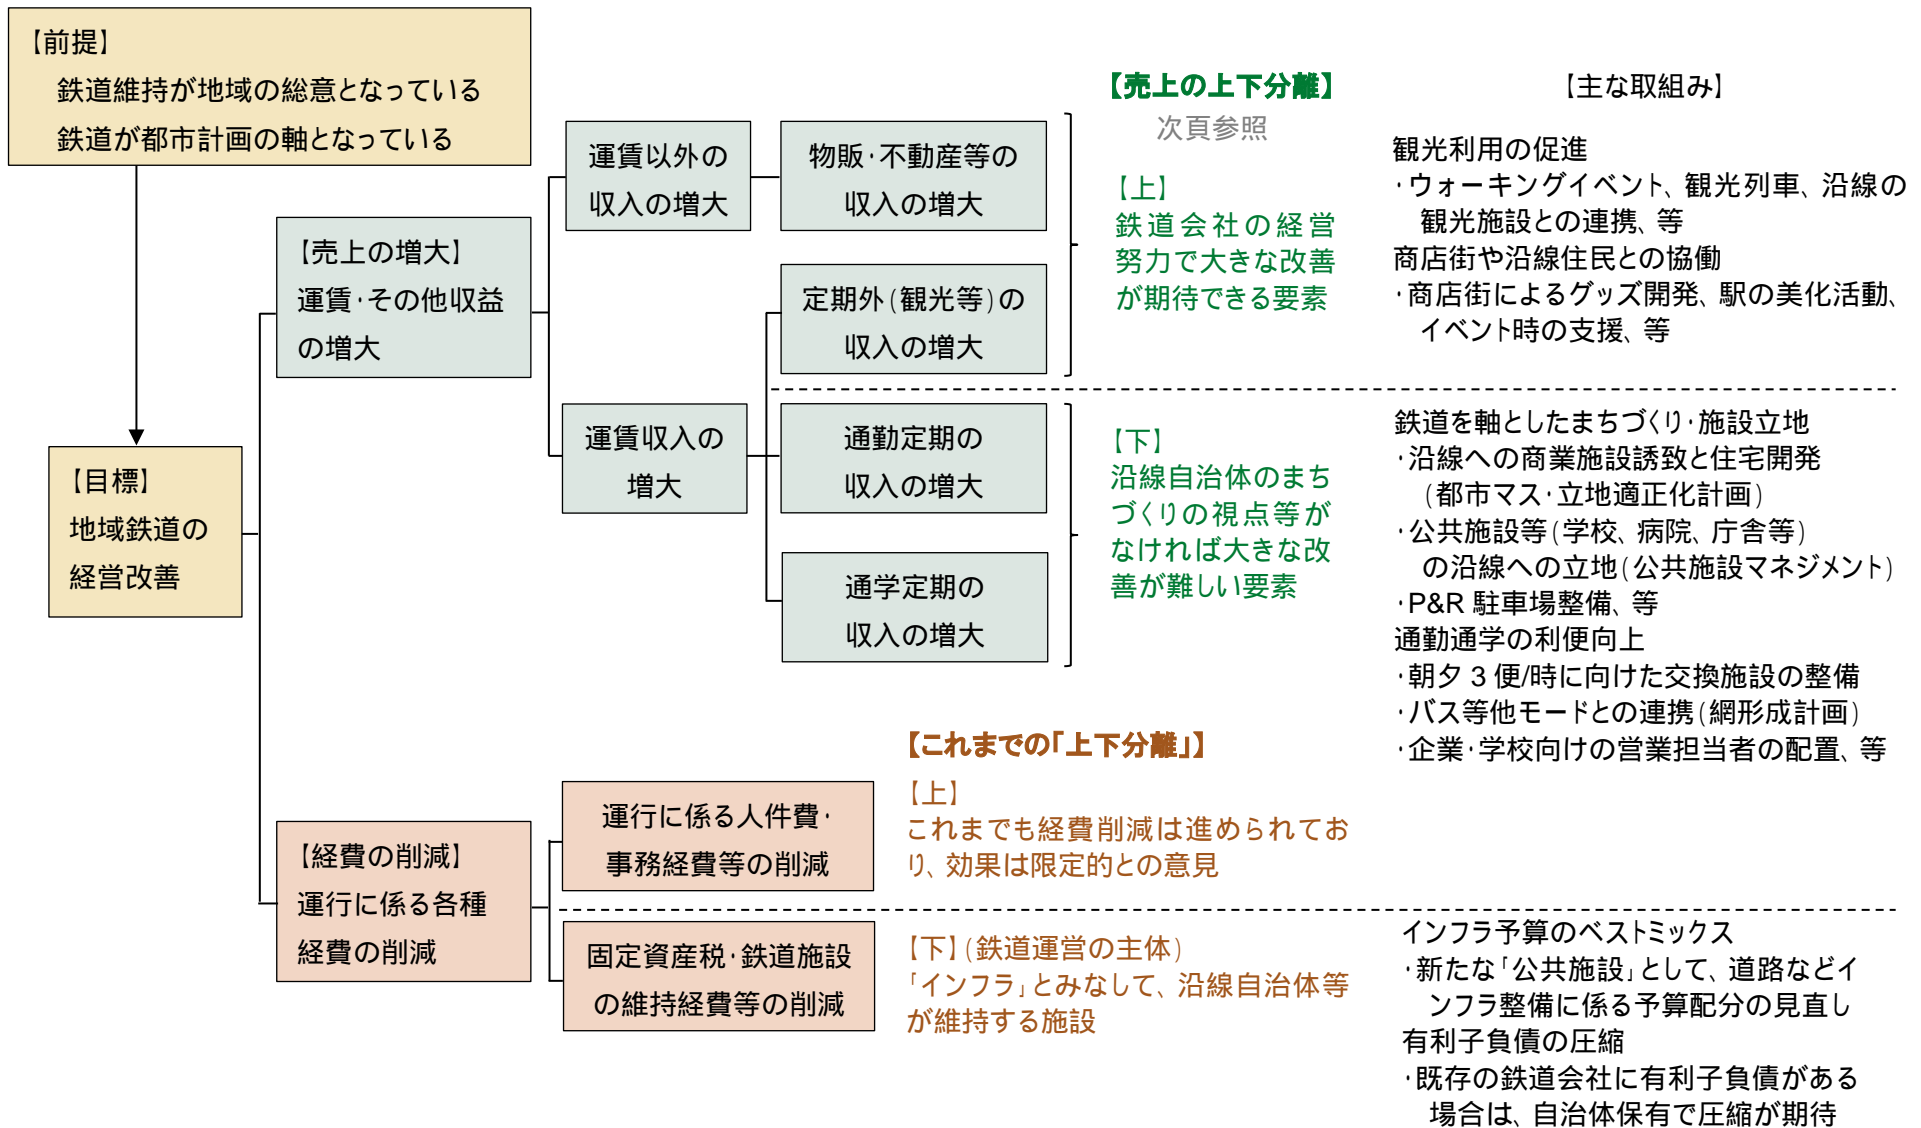 【前提】
鉄道維持が地域の総意となっている
鉄道が都市計画の軸となっている
【目標】
地域鉄道の
経営改善
【売上の増大】
運賃・その他収益
の増大
運賃以外の
収入の増大
運賃収入の
増大
物販・不動産等の
収入の増大
定期外(観光等)の
収入の増大
通勤定期の
収入の増大
通学定期の
収入の増大
【売上の上下分離】
次頁参照
【上】
鉄道会社の経営
努力で大きな改善
が期待できる要素
【下】
沿線自治体のまち
づくりの視点等が
なければ大きな改
善が難しい要素
【主な取組み】
観光利用の促進
・ウォーキングイベント、観光列車、沿線の
観光施設との連携、等
商店街や沿線住民との協働
・商店街によるグッズ開発、駅の美化活動、
イベント時の支援、等
鉄道を軸としたまちづくり・施設立地
・沿線への商業施設誘致と住宅開発
(都市マス・立地適正化計画)
・公共施設等(学校、病院、庁舎等)
の沿線への立地(公共施設マネジメント)
・P&R 駐車場整備、等
通勤通学の利便向上
・朝夕 3 便/時に向けた交換施設の整備
・バス等他モードとの連携(網形成計画)
・企業・学校向けの営業担当者の配置、等
【経費の削減】
運行に係る各種
経費の削減
運行に係る人件費・
事務経費等の削減
固定資産税・鉄道施設
の維持経費等の削減
【これまでの「上下分離」】
【上】
これまでも経費削減は進められてお
り、効果は限定的との意見
【下】(鉄道運営の主体)
「インフラ」とみなして、沿線自治体等
が維持する施設
インフラ予算のベストミックス
・新たな「公共施設」として、道路などイ
ンフラ整備に係る予算配分の見直し
有利子負債の圧縮
・既存の鉄道会社に有利子負債がある
場合は、自治体保有で圧縮が期待